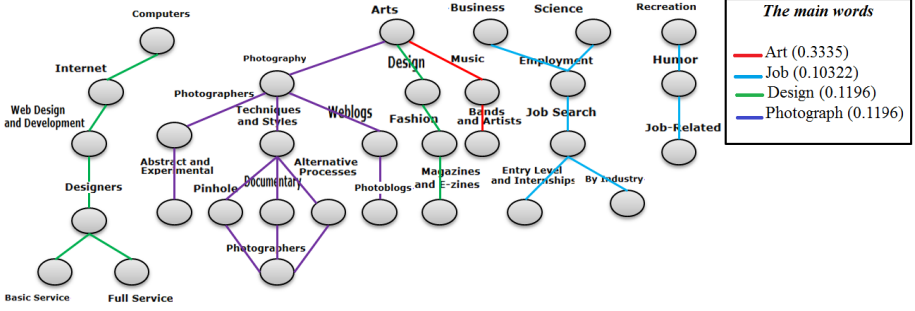 Computers
Arts
Business
Science
Recreation
The main words
Art (0.3335)
Job (0.10322)
Design (0.1196)
Photograph (0.1196)
Internet
Photography
Design
Music
Employment
Humor
Web Design
and Development
Photographers
Techniques
and Styles
Weblogs
Fashion
Bands
and Artists
Job Search
Job-Related
Designers
Abstract and
Experimental
Pinhole
Documentary
Alternative
Processes
Photoblogs
Magazines
and E-zines
Entry Level
and Internships
By Industry
Photographers
Basic Service
Full Service